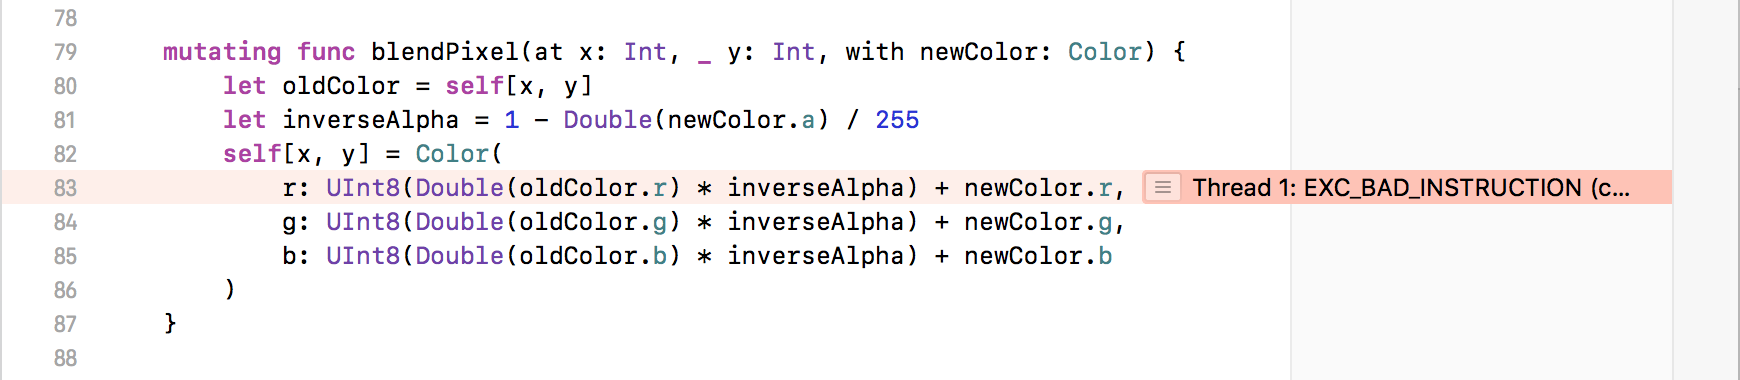 78
79 mutating func blendPixel(at x: Int, _ y: Int, with newColor: Color) {
80 let oldColor = self[x, y]
81 let inverseAlpha = 1 - Double(newColor.a) / 255
82 self[x, y] = Color(
83 r: UInt8(Double(oldColor.r) * inverseAlpha) + newColor.r, Thread 1: EXC_BAD_INSTRUCTION (c...
84 g: UInt8(Double(oldColor.g) * inverseAlpha) + newColor.g,
85 b: UInt8(Double(oldColor.b) * inverseAlpha) + newColor.b
86 )
87 }
88